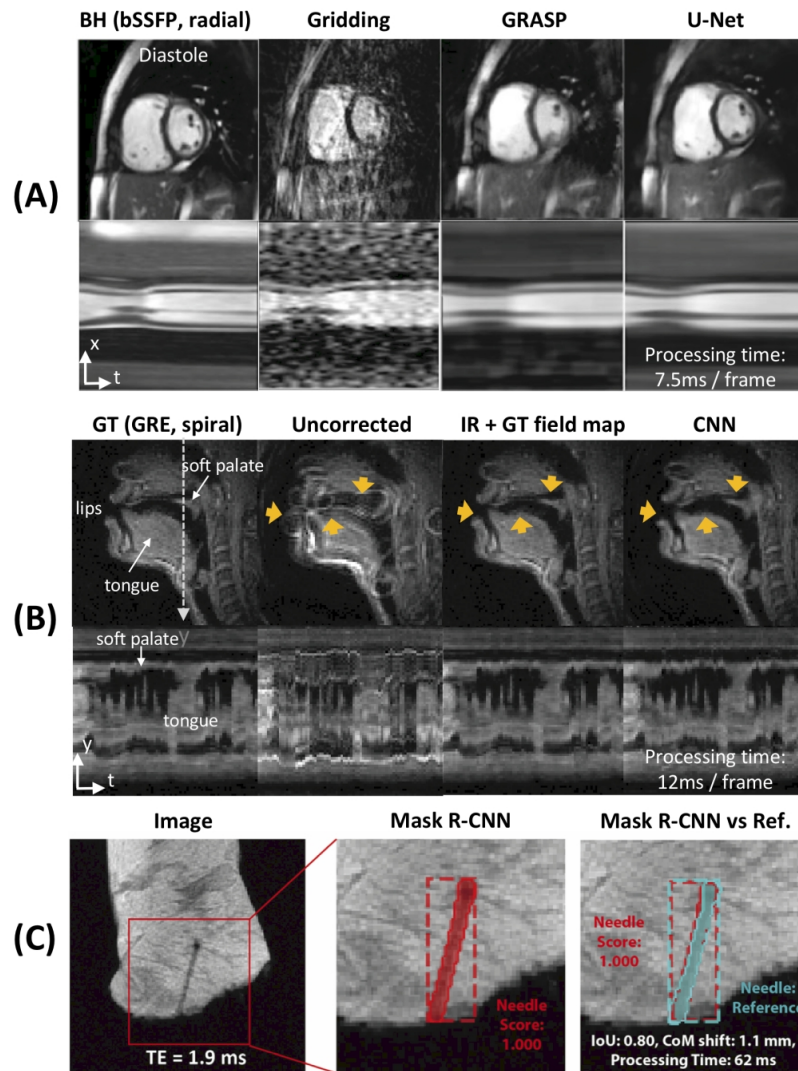 BH (bSSFP, radial) Gridding GRASP U-Net
Diastole
(A)
x
t
Processing time:
7.5ms / frame
GT (GRE, spiral) Uncorrected IR + GT field map CNN
soft palate
lips
tongue
y
(B)
soft palate
tongue
y
t
Processing time:
12ms / frame
Image Mask R-CNN Mask R-CNN vs Ref.
(C)
TE = 1.9 ms
Needle
Score:
1.000
Needle
Score:
1.000
Needle:
Reference
IoU: 0.80, CoM shift: 1.1 mm,
Processing Time: 62 ms